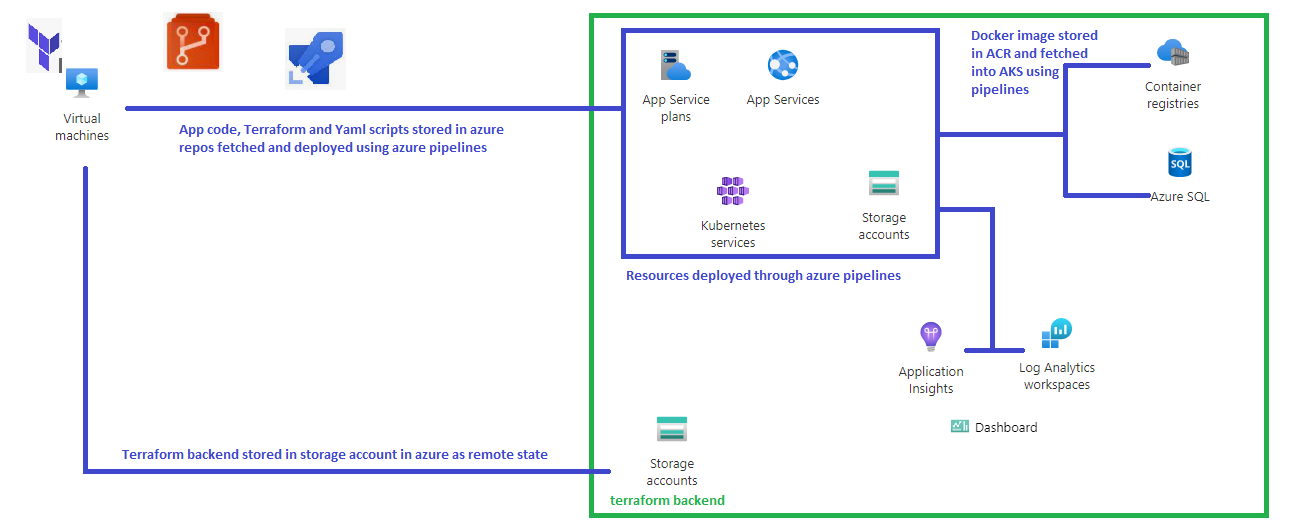 Virtual
machines
App code, Terraform and Yaml scripts stored in azure
repos fetched and deployed using azure pipelines
App Service
plans
App Services
Kubernetes
services
Storage
accounts
Resources deployed through azure pipelines
Docker image stored
in ACR and fetched
into AKS using
pipelines
Container
registries
SQL
Azure SQL
Application
Insights
Log Analytics
workspaces
Dashboard
Terraform backend stored in storage account in azure as remote state
Storage
accounts
terraform backend